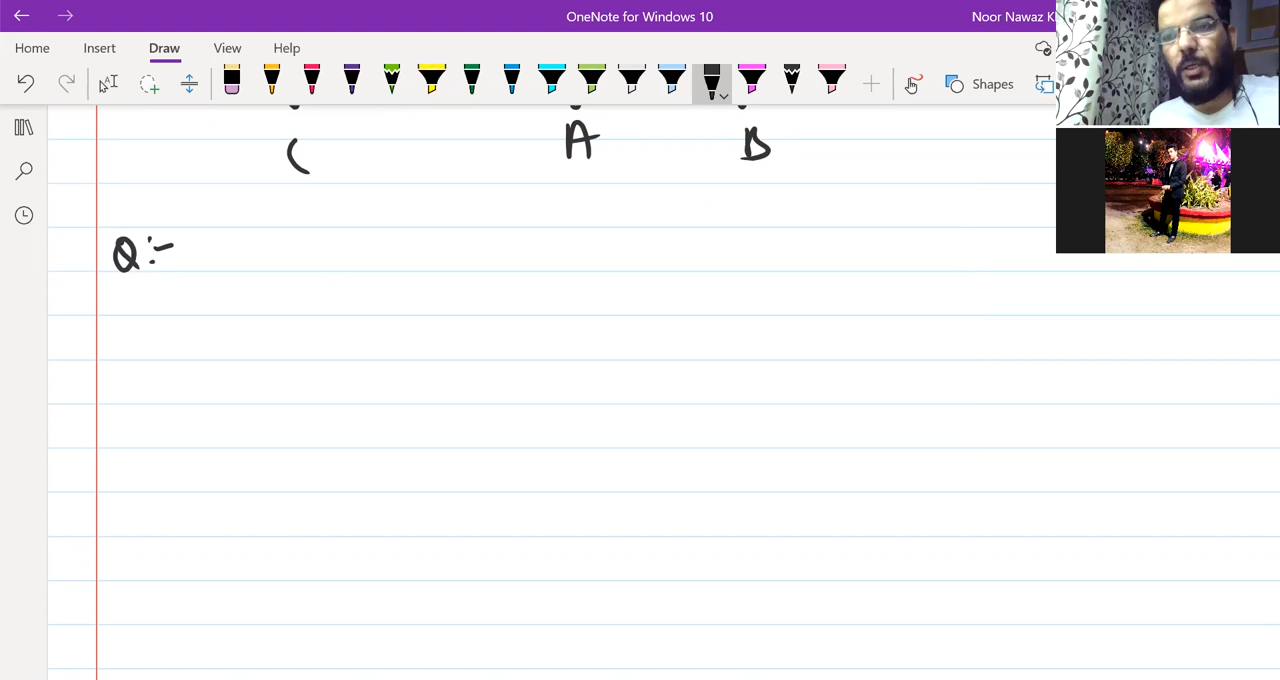 OneNote for Windows 10
Noor Nawaz K
Home Insert Draw View Help
Shapes
C A B
Q:-